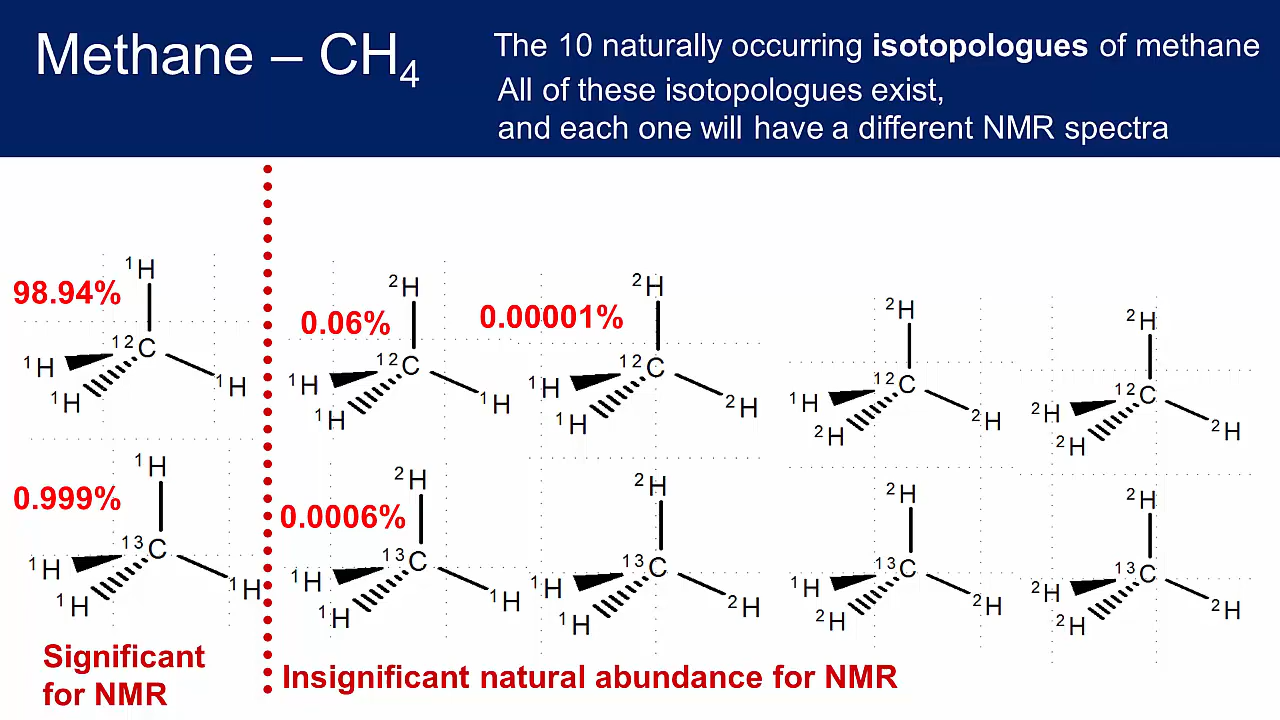 Methane – CH4
The 10 naturally occurring isotopologues of methane
All of these isotopologues exist,
and each one will have a different NMR spectra
98.94%
1H
12C
1H
1H
1H
0.06%
2H
12C
1H
1H
1H
0.00001%
2H
12C
1H
1H
2H
2H
12C
1H
2H
2H
2H
12C
2H
2H
2H
0.999%
1H
13C
1H
1H
1H
0.0006%
2H
13C
1H
1H
1H
2H
13C
1H
1H
2H
2H
13C
1H
2H
2H
2H
13C
2H
2H
2H
Significant
for NMR
Insignificant natural abundance for NMR